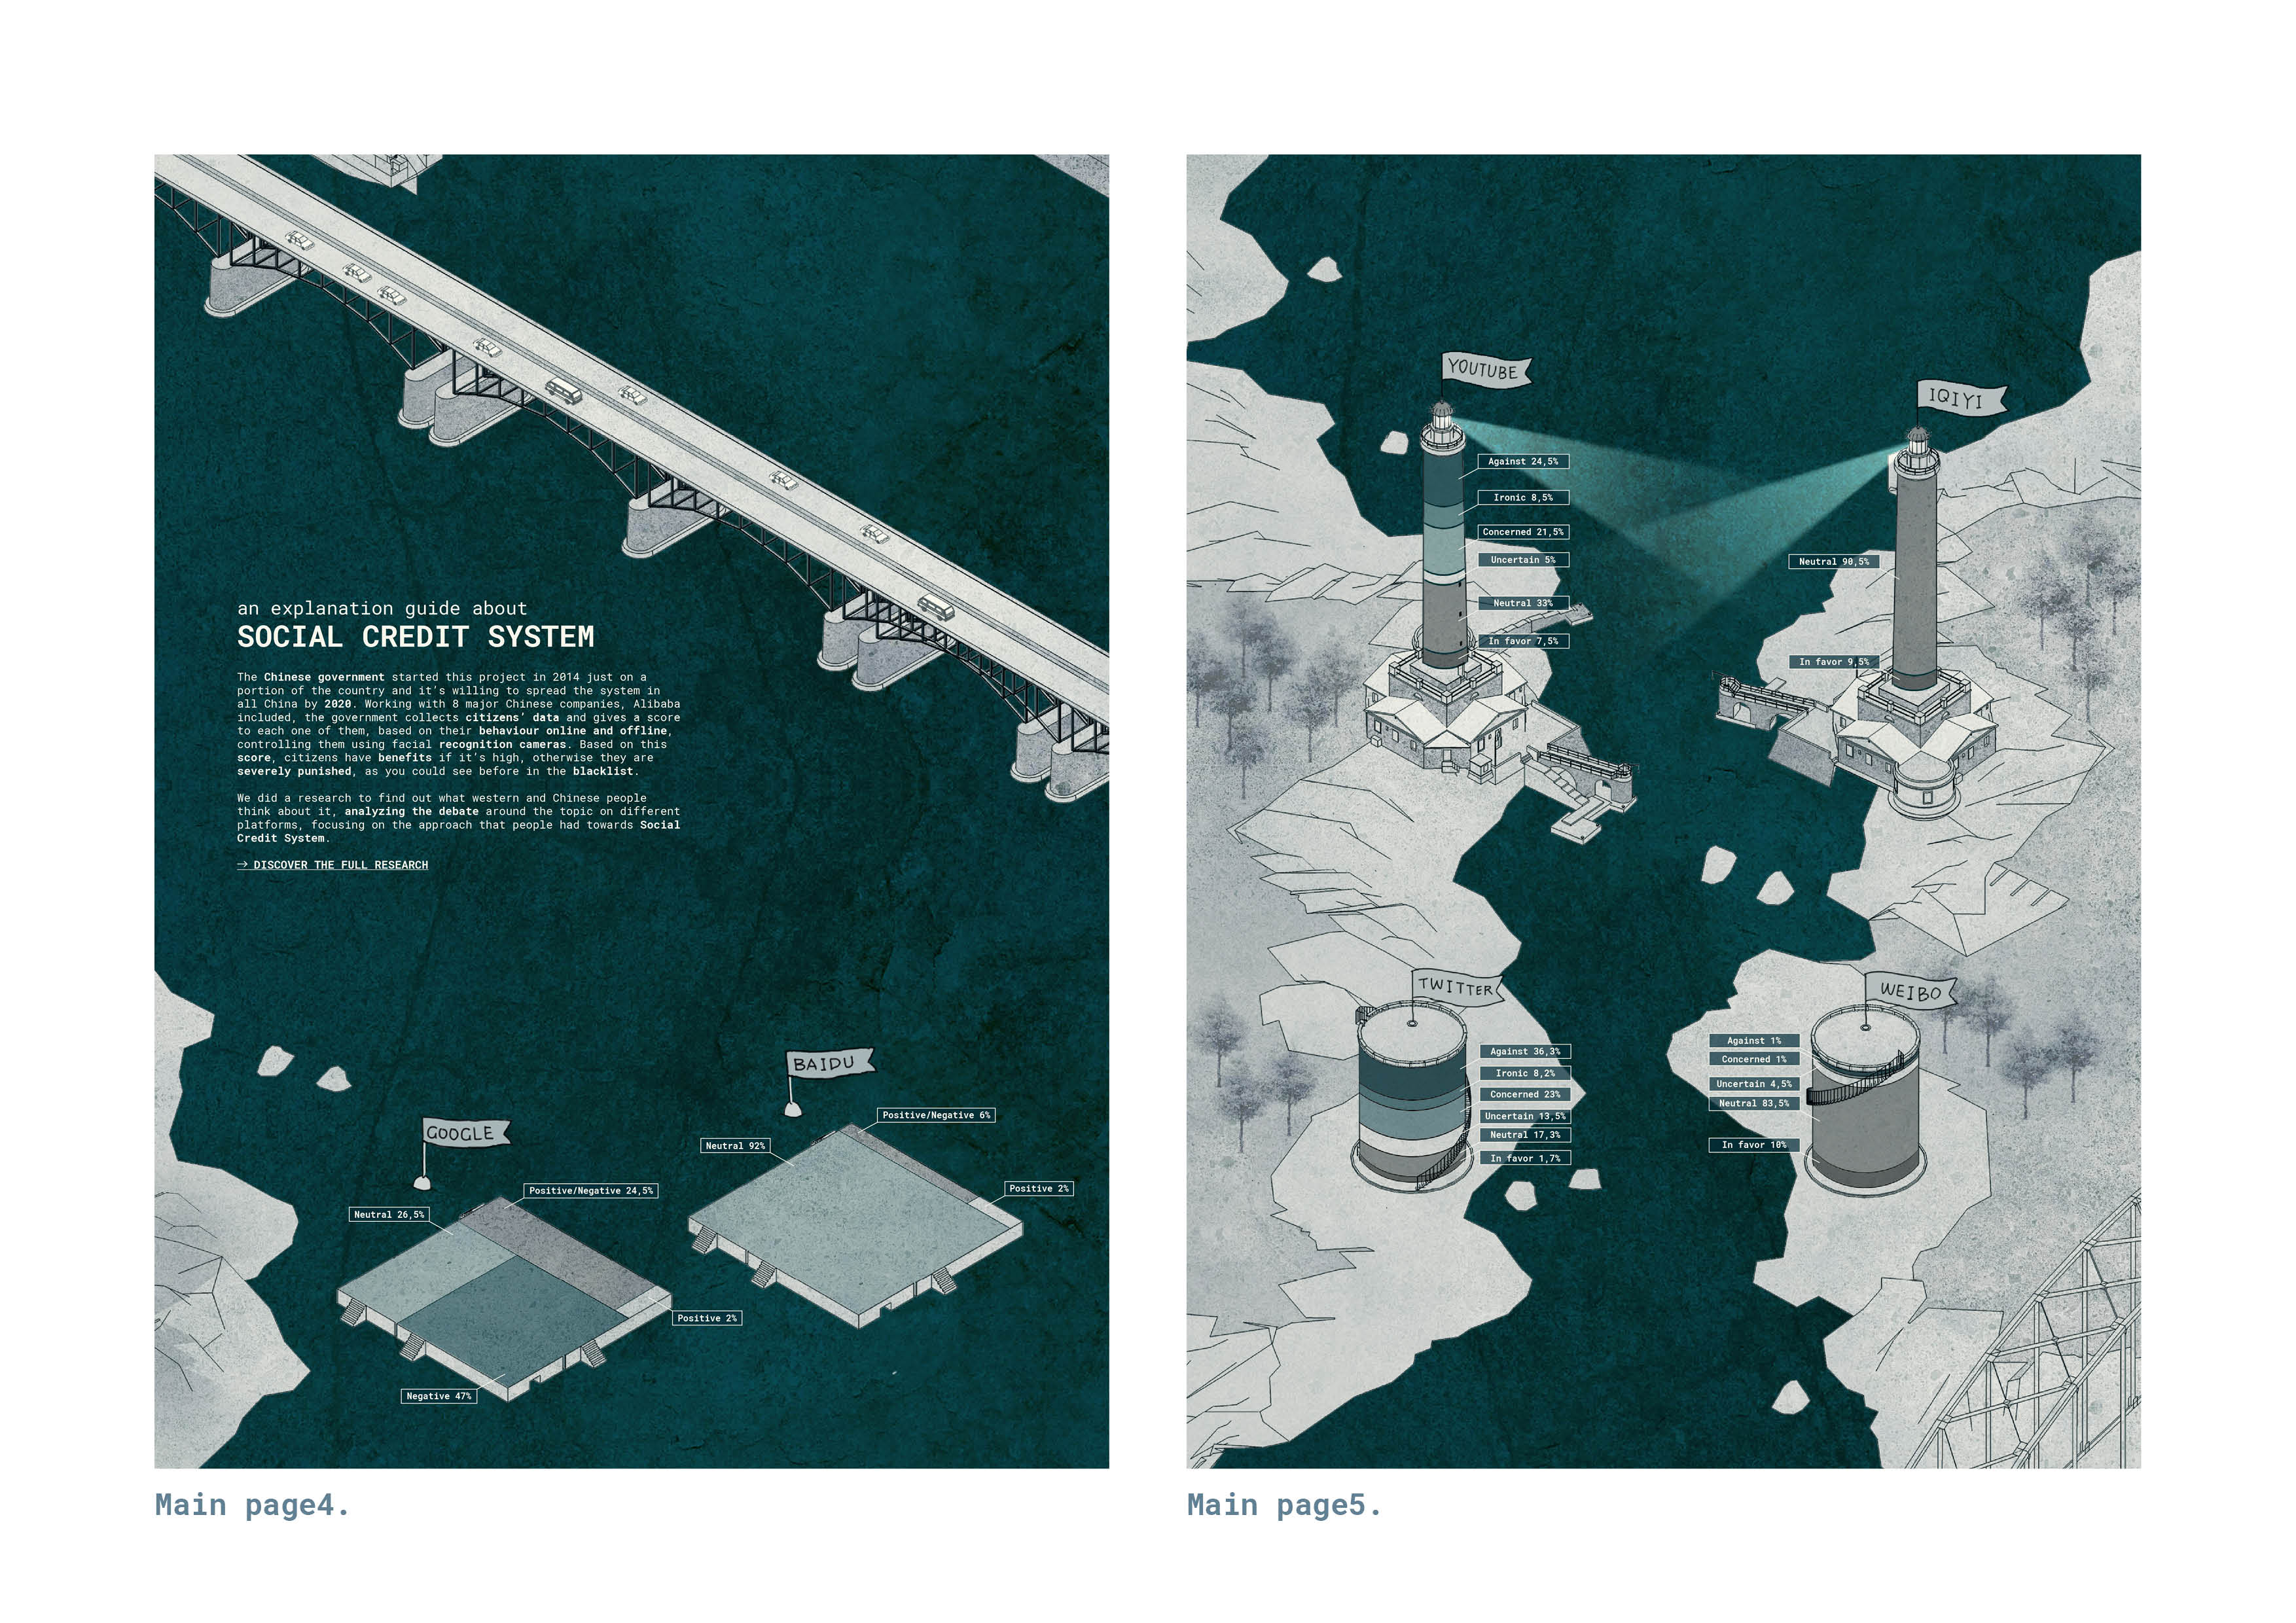 an explanation guide about
SOCIAL CREDIT SYSTEM
The Chinese government started this project in 2014 just on a
portion of the country and it's willing to spread the system in
all China by 2020. Working with 8 major Chinese companies, Alibaba
included, the government collects citizens' data and gives a score
to each one of them, based on their behaviour online and offline,
controlling them using facial recognition cameras. Based on this
score, citizens have benefits if it's high, otherwise they are
severely punished, as you could see before in the blacklist.
We did a research to find out what western and Chinese people
think about it, analyzing the debate around the topic on different
platforms, focusing on the approach that people had towards Social
Credit System.
→ DISCOVER THE FULL RESEARCH
GOOGLE
Positive/Negative 24,5%
Neutral 26,5%
Positive 2%
Negative 47%
BAIDU
Positive/Negative 6%
Neutral 92%
Positive 2%
Main page4.
YOUTUBE
Against 24,5%
Ironic 8,5%
Concerned 21,5%
Uncertain 5%
Neutral 33%
In favor 7,5%
IQIYI
Neutral 90,5%
In favor 9,5%
TWITTER
Against 36,3%
Ironic 8,2%
Concerned 23%
Uncertain 13,5%
Neutral 17,3%
In favor 1,7%
WEIBO
Against 1%
Concerned 1%
Uncertain 4,5%
Neutral 83,5%
In favor 10%
Main page5.